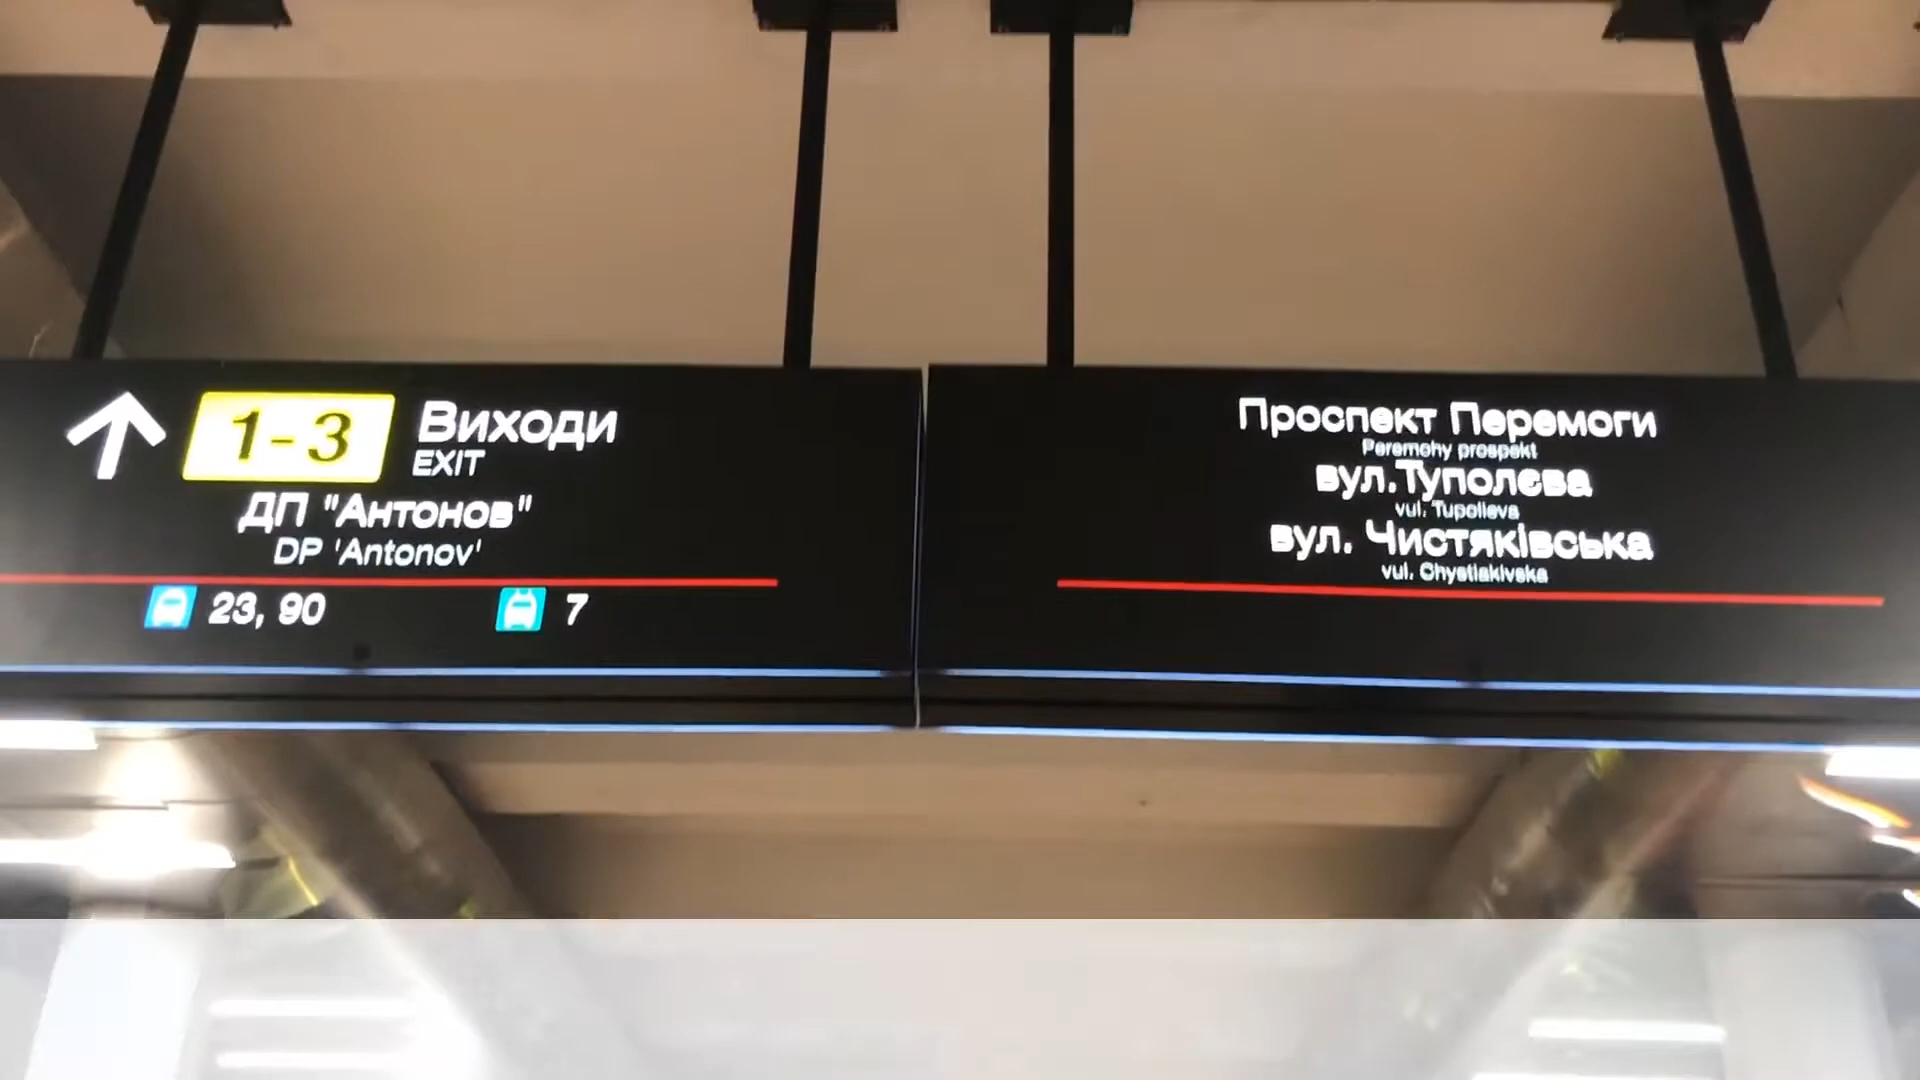 1-3 Виходи
EXIT
ДП "Антонов"
DP 'Antonov'
23, 90 7
Проспект Перемоги
Peremohy prospekt
вул.Туполєва
vul. Tupolieva
вул. Чистяківська
vul. Chystiakivska